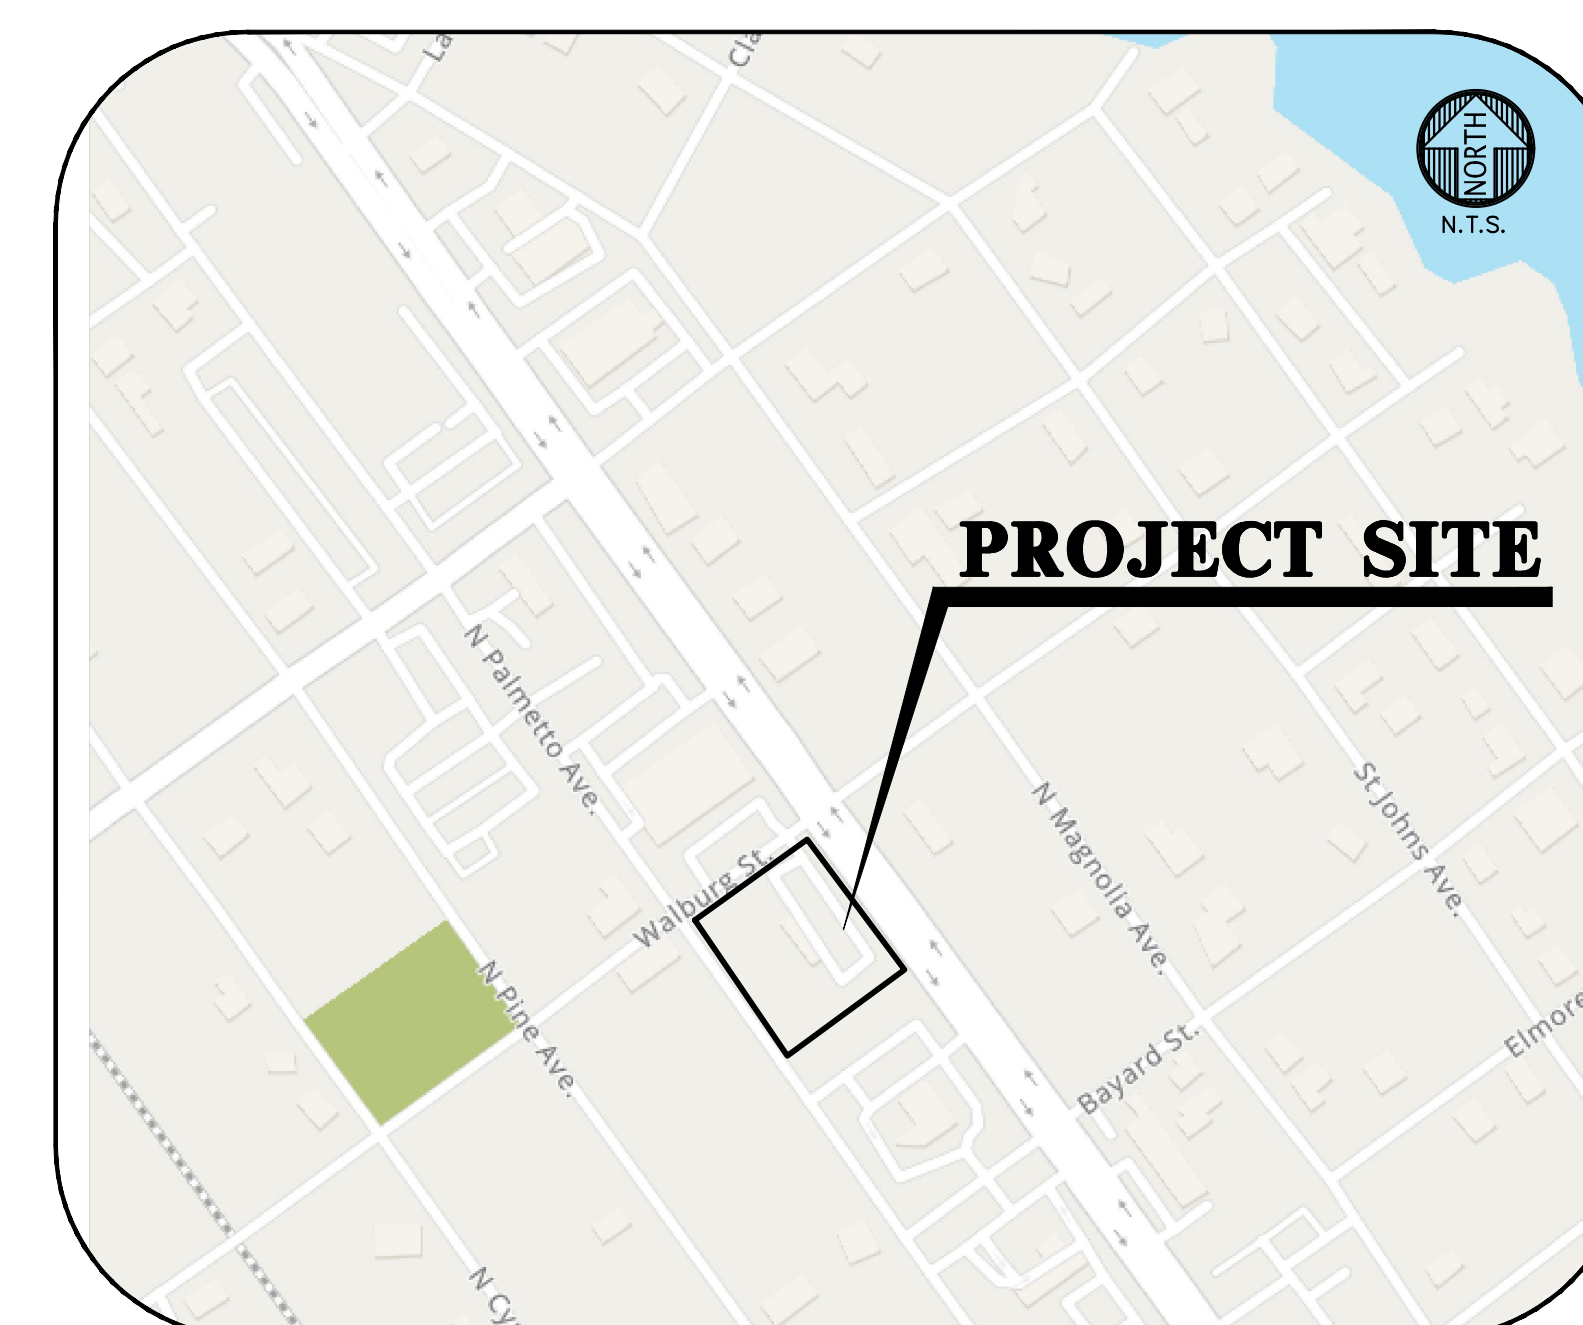 NORTH
N.T.S.
PROJECT SITE
N Palmetto Ave.
Walburg St.
N Magnolia Ave.
St Johns Ave.
N Pine Ave.
Bayard St.
Elmore